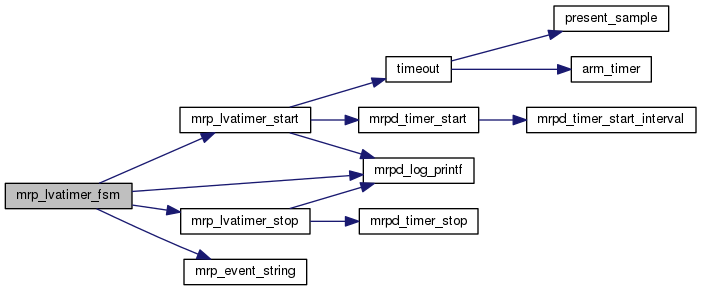 present_sample
timeout
arm_timer
mrp_lvatimer_start
mrpd_timer_start
mrpd_timer_start_interval
mrpd_log_printf
mrp_lvatimer_fsm
mrp_lvatimer_stop
mrpd_timer_stop
mrp_event_string